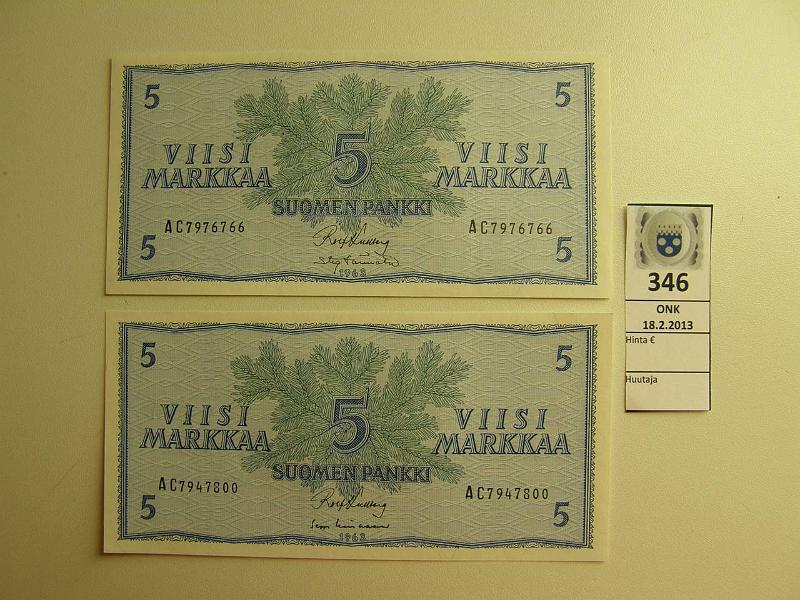 5 5
VIISI MARKKAA
5
VIISI MARKKAA
SUOMEN PANKKI
AC7976766 AC7976766
5 5
1963
5 5
VIISI MARKKAA
5
VIISI MARKKAA
SUOMEN PANKKI
AC7947800 AC7947800
5 5
1963
346
ONK
18.2.2013
Hinta €
Huutaja